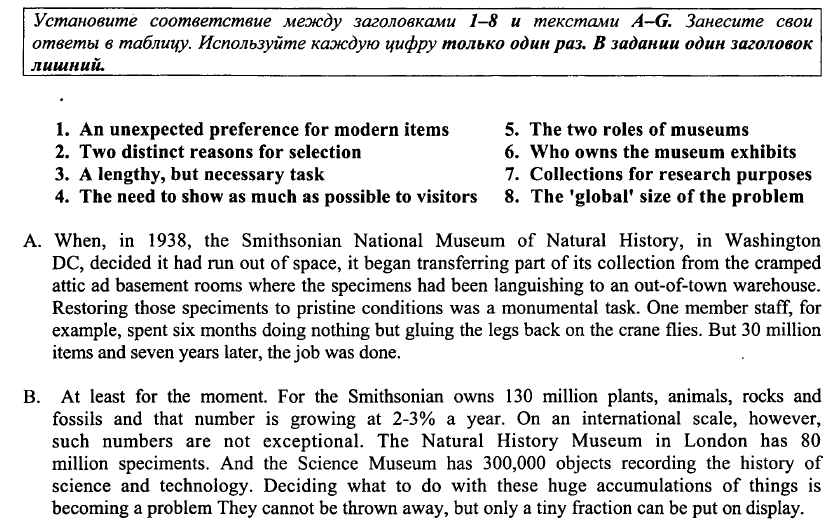 Установите соответствие между заголовками 1–8 и текстами A–G. Занесите свои
ответы в таблицу. Используйте каждую цифру только один раз. В задании один заголовок
лишний.
1. An unexpected preference for modern items
2. Two distinct reasons for selection
3. A lengthy, but necessary task
4. The need to show as much as possible to visitors
5. The two roles of museums
6. Who owns the museum exhibits
7. Collections for research purposes
8. The 'global' size of the problem
A. When, in 1938, the Smithsonian National Museum of Natural History, in Washington
DC, decided it had run out of space, it began transferring part of its collection from the cramped
attic ad basement rooms where the specimens had been languishing to an out-of-town warehouse.
Restoring those speciments to pristine conditions was a monumental task. One member staff, for
example, spent six months doing nothing but gluing the legs back on the crane flies. But 30 million
items and seven years later, the job was done.
B. At least for the moment. For the Smithsonian owns 130 million plants, animals, rocks and
fossils and that number is growing at 2-3% a year. On an international scale, however,
such numbers are not exceptional. The Natural History Museum in London has 80
million speciments. And the Science Museum has 300,000 objects recording the history of
science and technology. Deciding what to do with these huge accumulations of things is
becoming a problem They cannot be thrown away, but only a tiny fraction can be put on display.